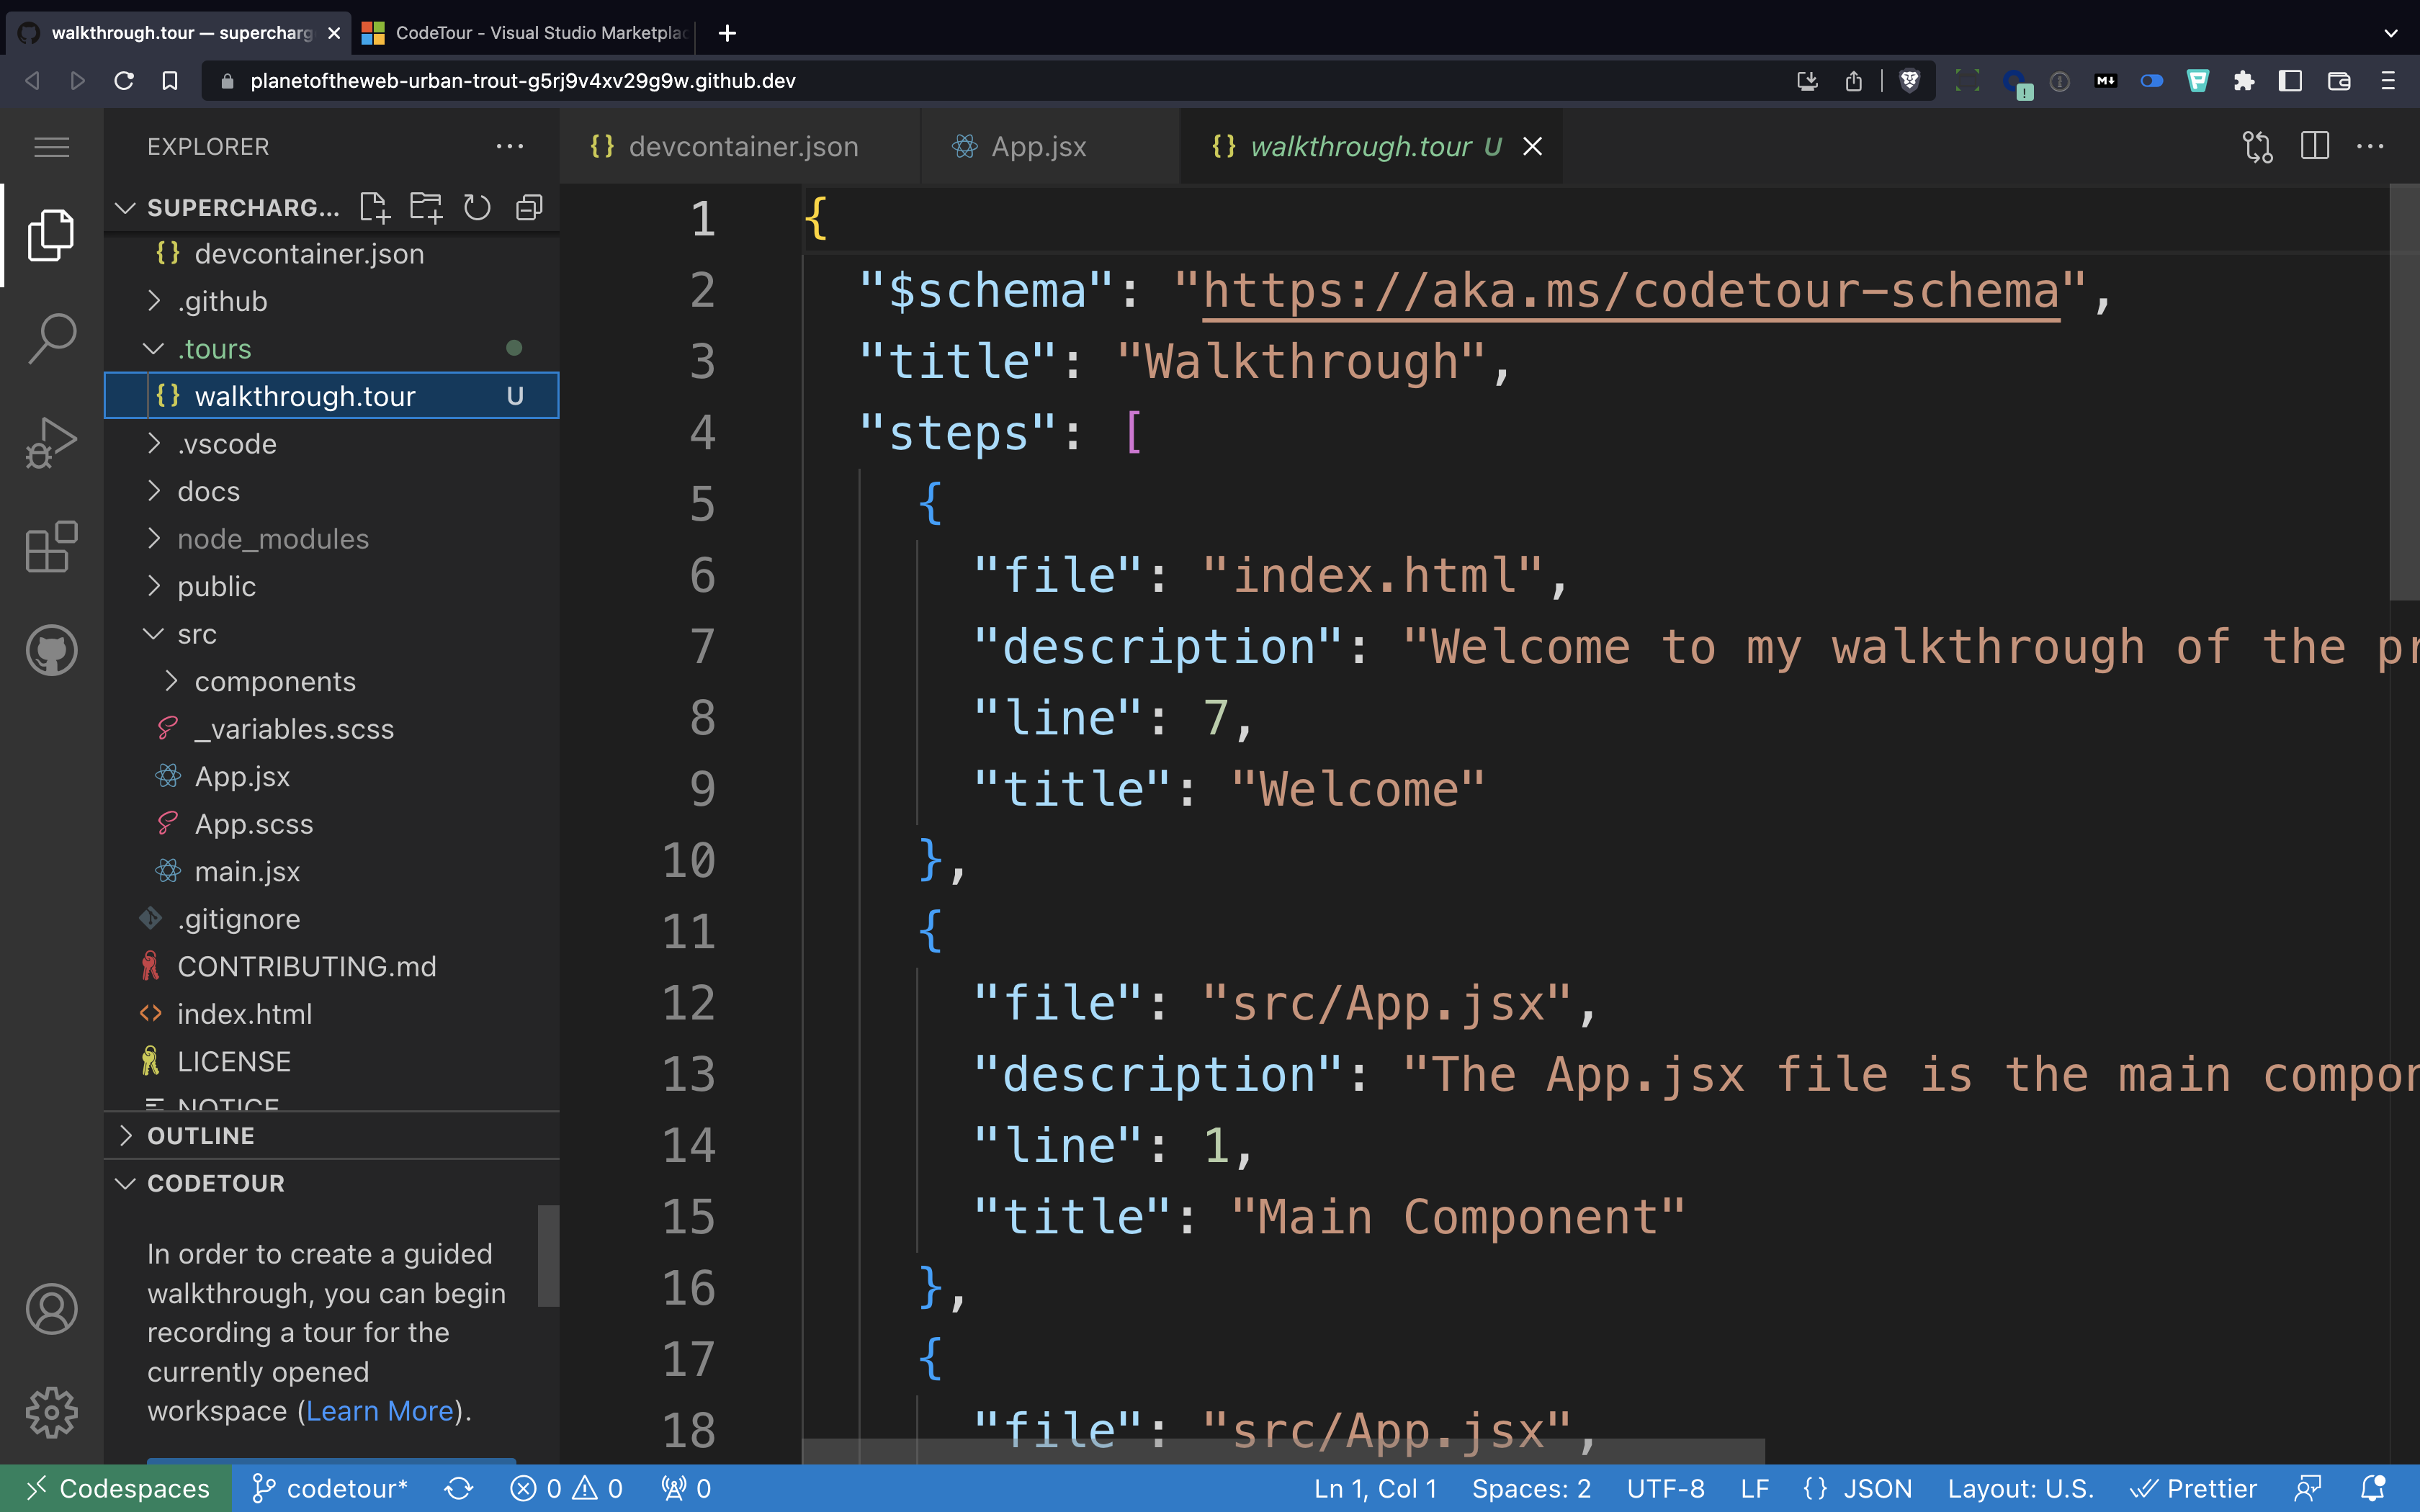 walkthrough.tour — supercharg
CodeTour - Visual Studio Marketplac
planetoftheweb-urban-trout-g5rj9v4xv29g9w.github.dev
EXPLORER
SUPERCHARG...
devcontainer.json
.github
.tours
walkthrough.tour U
.vscode
docs
node_modules
public
src
components
_variables.scss
App.jsx
App.scss
main.jsx
.gitignore
CONTRIBUTING.md
index.html
LICENSE
NOTICE
OUTLINE
CODETOUR
In order to create a guided
walkthrough, you can begin
recording a tour for the
currently opened
workspace (Learn More).
{} devcontainer.json
App.jsx
{} walkthrough.tour U
1 {
2 "$schema": "https://aka.ms/codetour-schema",
3 "title": "Walkthrough",
4 "steps": [
5 {
6 "file": "index.html",
7 "description": "Welcome to my walkthrough of the pr
8 "line": 7,
9 "title": "Welcome"
10 },
11 {
12 "file": "src/App.jsx",
13 "description": "The App.jsx file is the main compon
14 "line": 1,
15 "title": "Main Component"
16 },
17 {
18 "file": "src/App.jsx",
Codespaces codetour* 0 0 0 Ln 1, Col 1 Spaces: 2 UTF-8 LF {} JSON Layout: U.S. Prettier